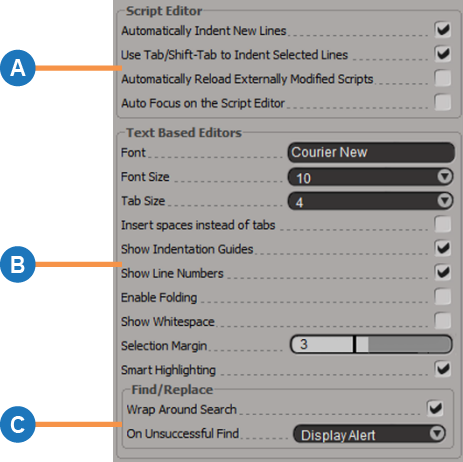 Script Editor
Automatically Indent New Lines
Use Tab/Shift-Tab to Indent Selected Lines
A
Automatically Reload Externally Modified Scripts
Auto Focus on the Script Editor
Text Based Editors
Font Courier New
Font Size 10
Tab Size 4
Insert spaces instead of tabs
Show Indentation Guides
B
Show Line Numbers
Enable Folding
Show Whitespace
Selection Margin 3
Smart Highlighting
Find/Replace
Wrap Around Search
C
On Unsuccessful Find Display Alert